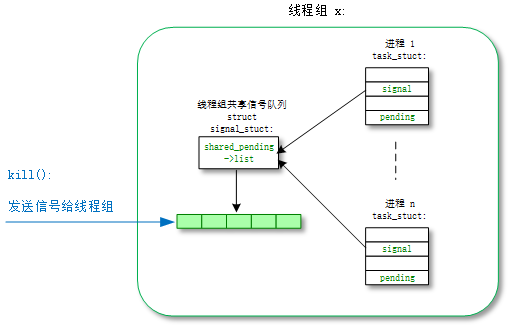 线程组 x:
进程 1
task_stuct:
signal
pending
线程组共享信号队列
struct
signal_stuct:
shared_pending
->list
kill():
发送信号给线程组
进程 n
task_stuct:
signal
pending